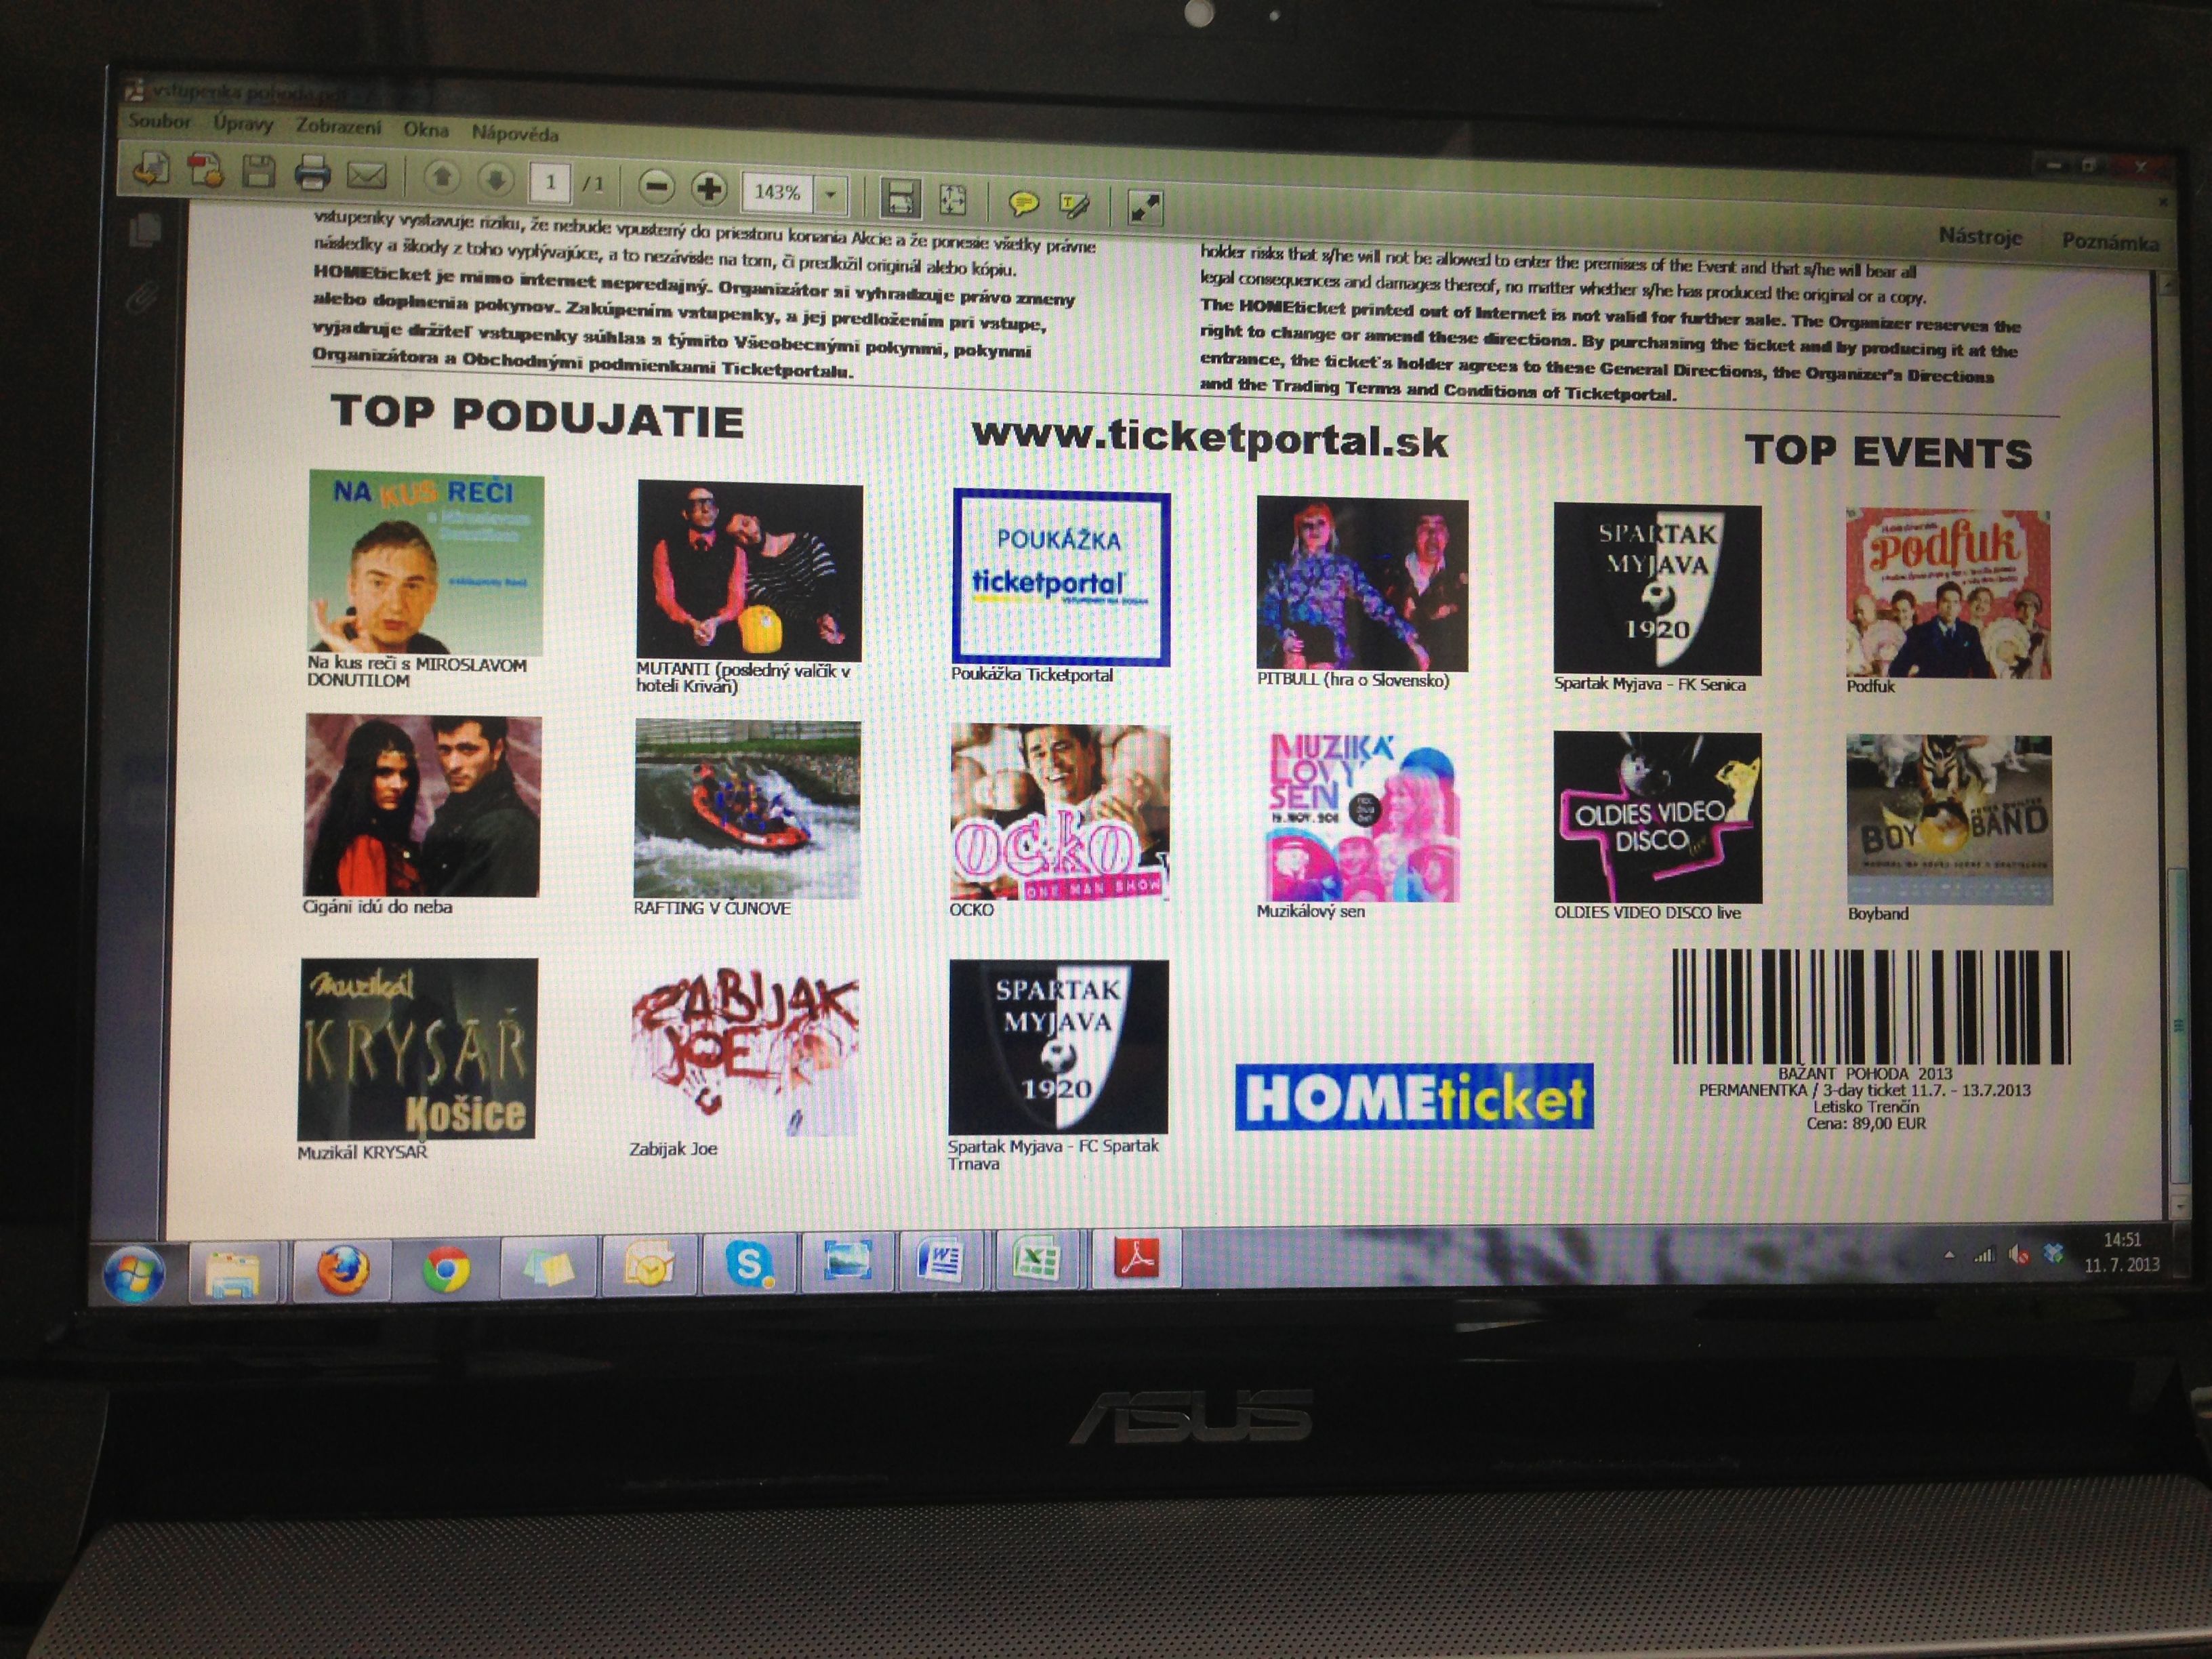 vstupenka pohoda.pdf
Soubor Úpravy Zobrazení Okna Nápověda
1 / 1 143%
Nástroje Poznámka
vstupenky vystavuje riziku, že nebude vpustený do priestoru konania Akcie a že ponesie všetky právne
následky a škody z toho vyplývajúce, a to nezávisle na tom, či predložil originál alebo kópiu.
HOMEticket je mimo internet nepredajný. Organizátor si vyhradzuje právo zmeny
alebo doplnenia pokynov. Zakúpením vstupenky, a jej predložením pri vstupe,
vyjadruje držiteľ vstupenky súhlas s týmito Všeobecnými pokynmi, pokynmi
Organizátora a Obchodnými podmienkami Ticketportalu.
holder risks that s/he will not be allowed to enter the premises of the Event and that s/he will bear all
legal consequences and damages thereof, no matter whether s/he has produced the original or a copy.
The HOMEticket printed out of Internet is not valid for further sale. The Organizer reserves the
right to change or amend these directions. By purchasing the ticket and by producing it at the
entrance, the ticket's holder agrees to these General Directions, the Organizer's Directions
and the Trading Terms and Conditions of Ticketportal.
TOP PODUJATIE
www.ticketportal.sk
TOP EVENTS
NA KUS REČI
s Miroslavom
Donutilom
Na kus reči s MIROSLAVOM
DONUTILOM
MUTANTI (posledný valčík v
hoteli Kriváň)
POUKÁŽKA
ticketportal
Poukážka Ticketportal
PITBULL (hra o Slovensko)
SPARTAK
MYJAVA
1920
Spartak Myjava - FK Senica
Podfuk
Podfuk
Cigáni idú do neba
RAFTING V ČUNOVE
OCKO
ONE MAN SHOW
OCKO
MUZIKÁ
LOVÝ
SEN
Muzikálový sen
OLDIES VIDEO
DISCO live
OLDIES VIDEO DISCO live
BOY BAND
Boyband
Muzikál
KRYSAŘ
Košice
Muzikál KRYSAŘ
ZABIJAK
JOE
Zabijak Joe
SPARTAK
MYJAVA
1920
Spartak Myjava - FC Spartak
Trnava
HOMEticket
BAŽANT POHODA 2013
PERMANENTKA / 3-day ticket 11.7. - 13.7.2013
Letisko Trenčín
Cena: 89,00 EUR
14:51
11. 7. 2013
ASUS